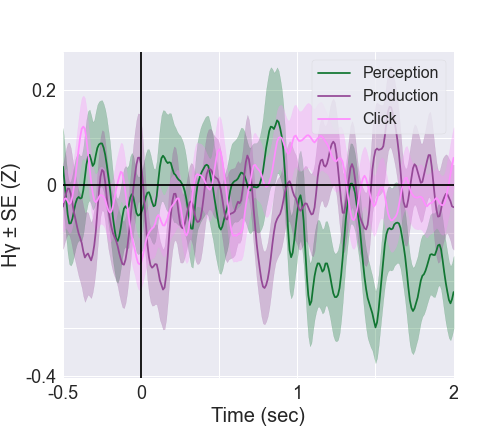 Perception
Production
Click
0.2
0
-0.4
Hγ ± SE (Z)
-0.5
0
1
2
Time (sec)